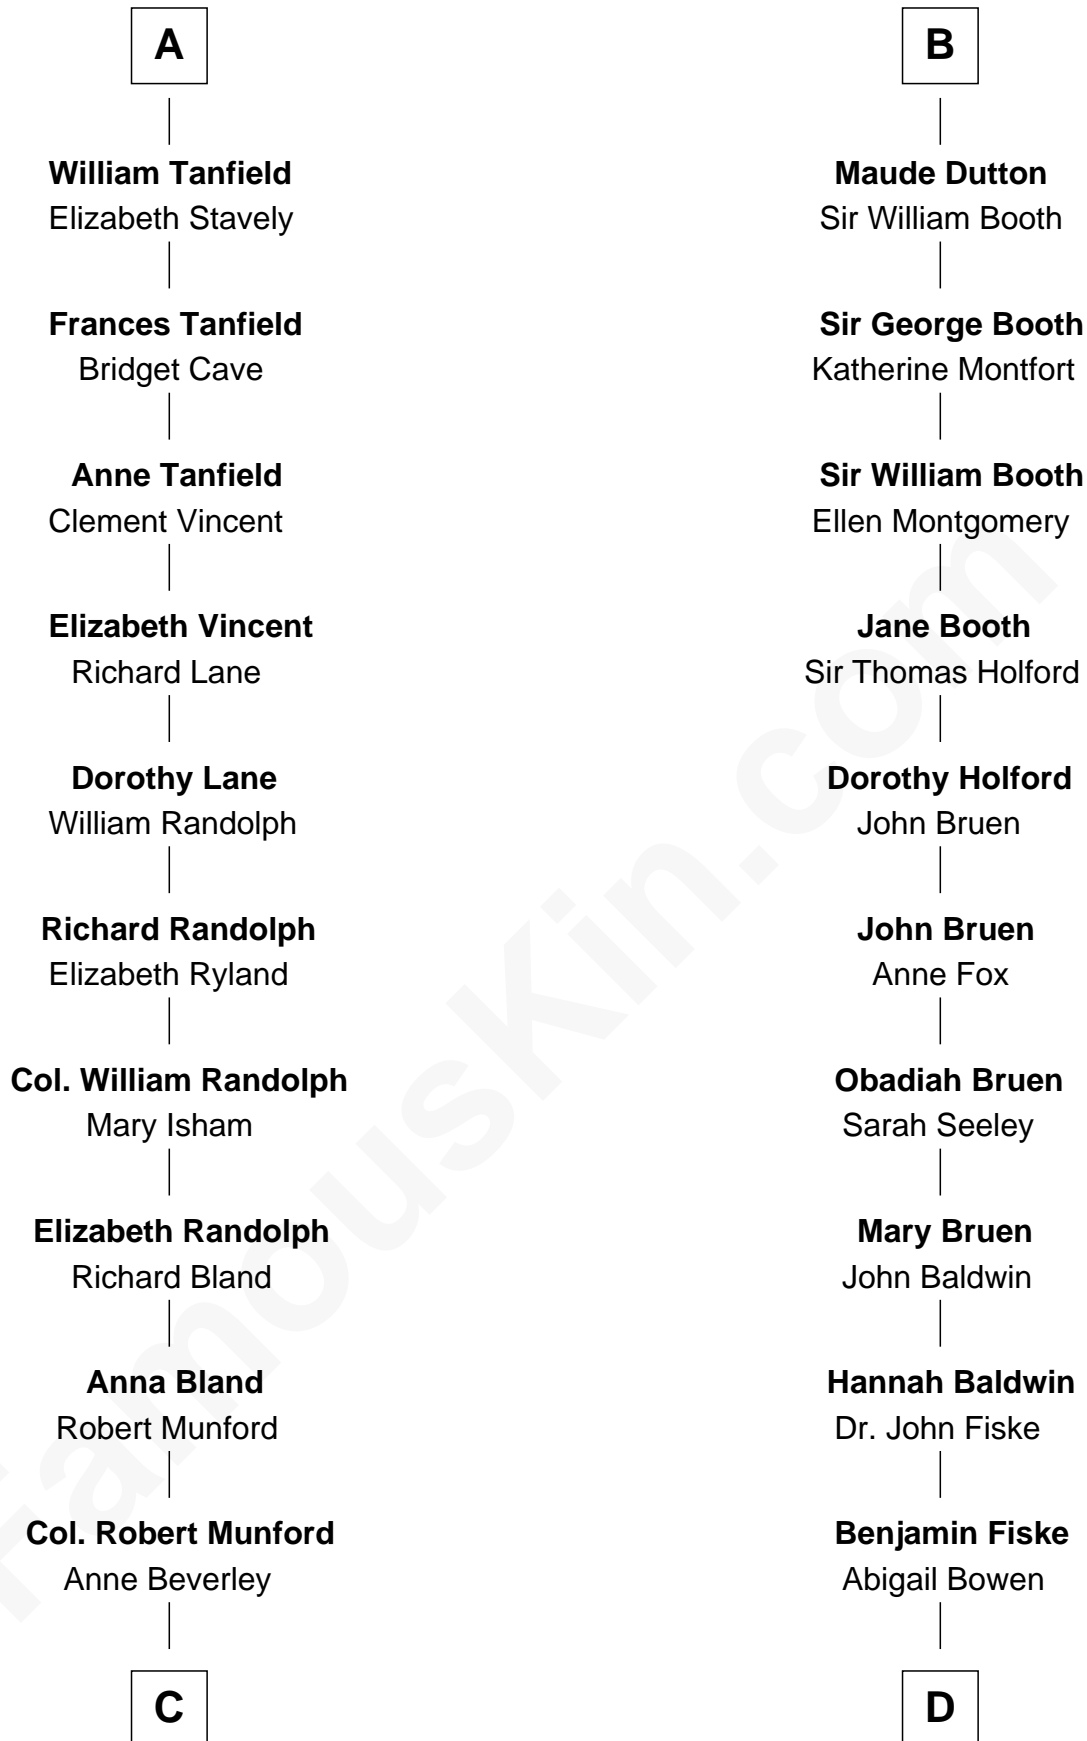 A
William Tanfield
Elizabeth Stavely
Frances Tanfield
Bridget Cave
Anne Tanfield
Clement Vincent
Elizabeth Vincent
Richard Lane
Dorothy Lane
William Randolph
Richard Randolph
Elizabeth Ryland
Col. William Randolph
Mary Isham
Elizabeth Randolph
Richard Bland
Anna Bland
Robert Munford
Col. Robert Munford
Anne Beverley
C
B
Maude Dutton
Sir William Booth
Sir George Booth
Katherine Montfort
Sir William Booth
Ellen Montgomery
Jane Booth
Sir Thomas Holford
Dorothy Holford
John Bruen
John Bruen
Anne Fox
Obadiah Bruen
Sarah Seeley
Mary Bruen
John Baldwin
Hannah Baldwin
Dr. John Fiske
Benjamin Fiske
Abigail Bowen
D
FamousKin.com